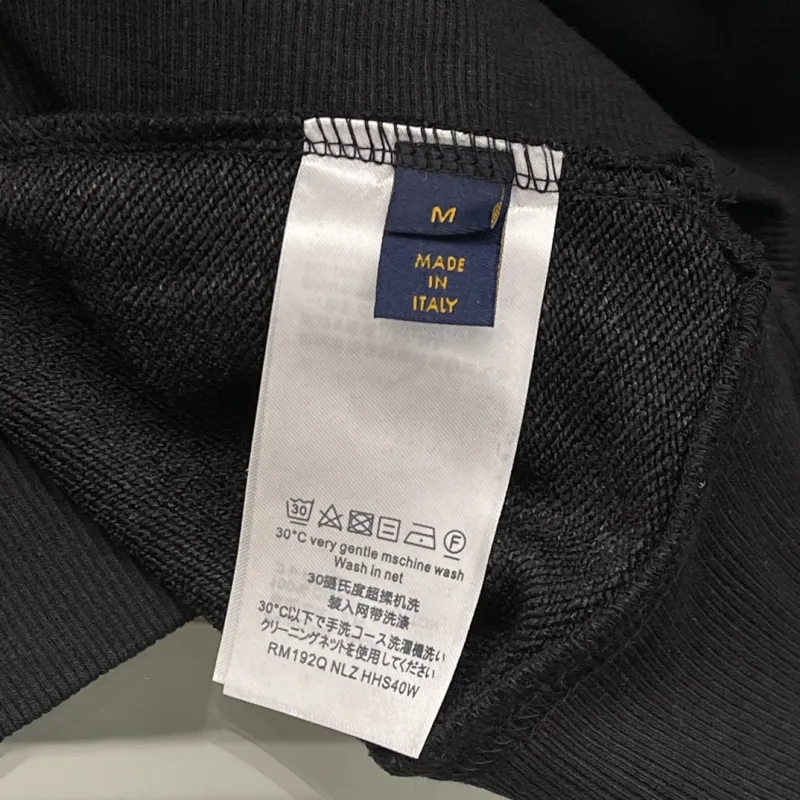 M
MADE
IN
ITALY
30 F
30°C very gentle mschine wash
Wash in net
30攝氏度超揉机洗
装入网带洗涤
30°C以下で手洗コース洗濯機洗い
クリーニングネットを使用してください
RM192Q NLZ HHS40W